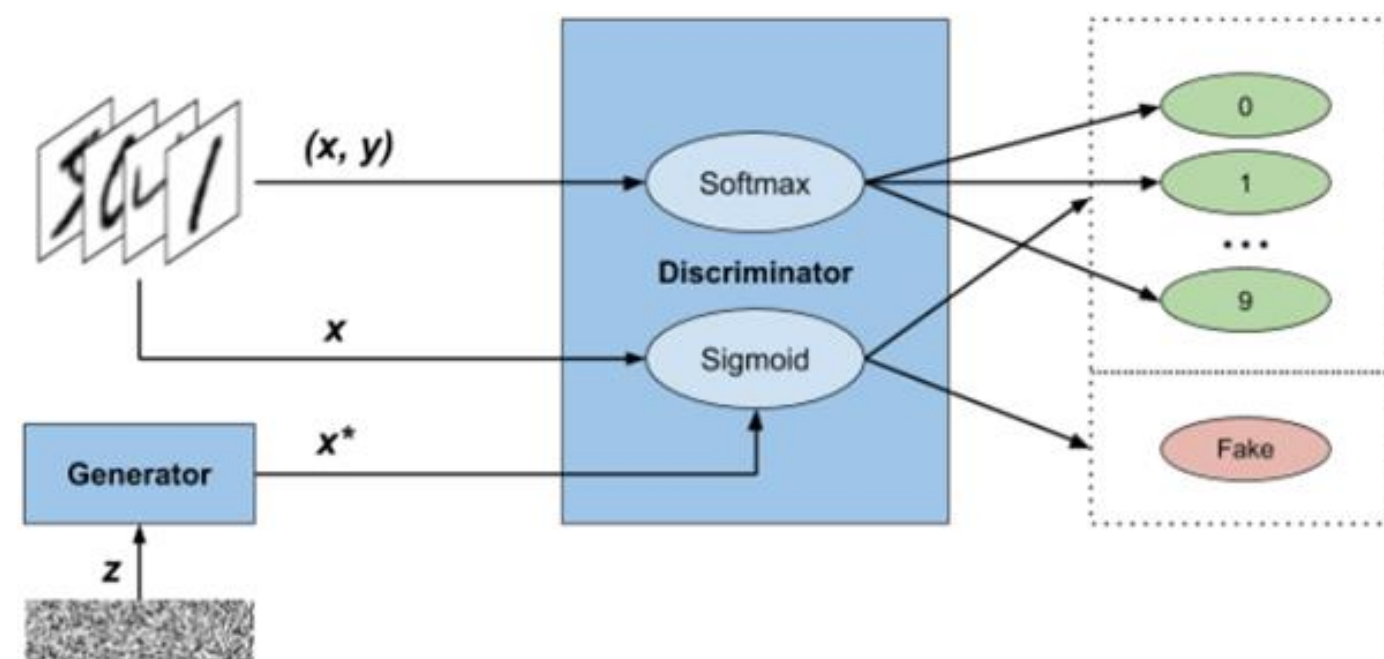 (x, y)
Softmax
Discriminator
x
Sigmoid
x*
Generator
z
0
1
...
9
Fake